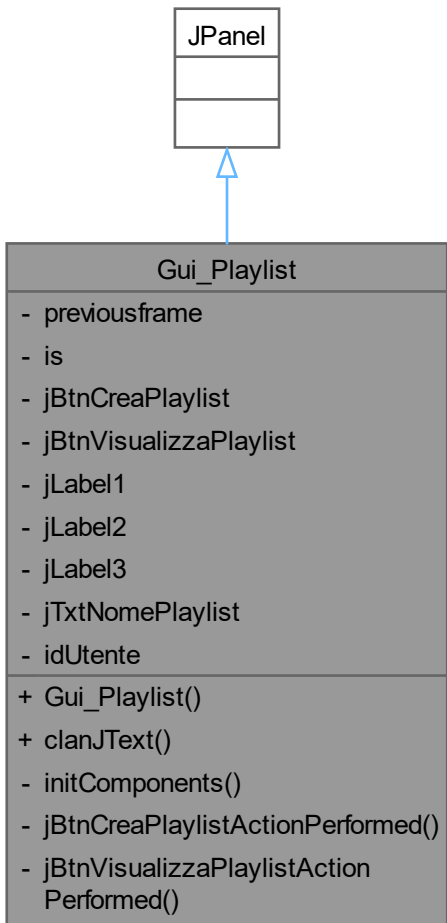 JPanel
Gui_Playlist
- previousframe
- is
- jBtnCreaPlaylist
- jBtnVisualizzaPlaylist
- jLabel1
- jLabel2
- jLabel3
- jTxtNomePlaylist
- idUtente
+ Gui_Playlist()
+ clanJText()
- initComponents()
- jBtnCreaPlaylistActionPerformed()
- jBtnVisualizzaPlaylistAction
Performed()